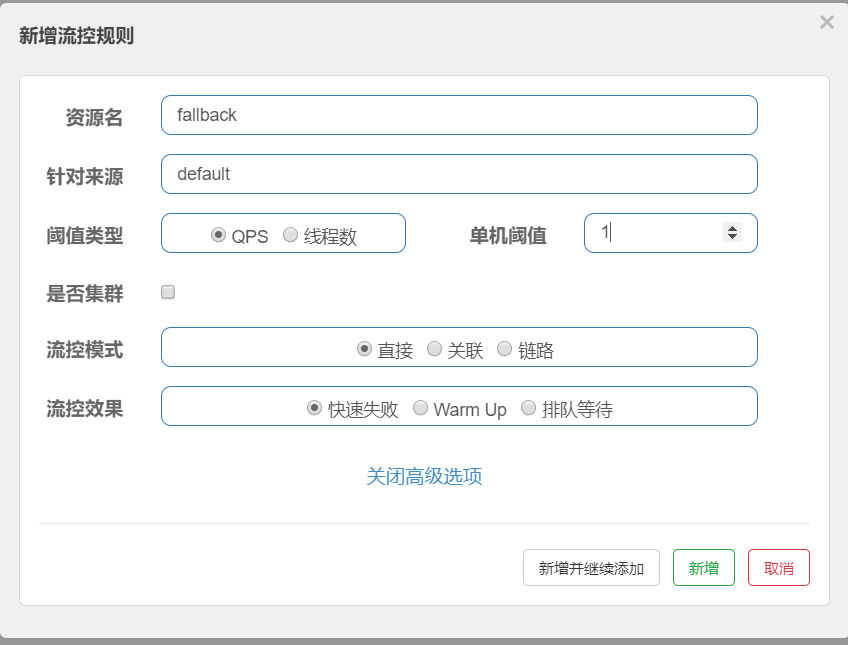 新增流控规则
×
资源名 fallback
针对来源 default
阈值类型 QPS 线程数 单机阈值 1
是否集群
流控模式 直接 关联 链路
流控效果 快速失败 Warm Up 排队等待
关闭高级选项
新增并继续添加 新增 取消